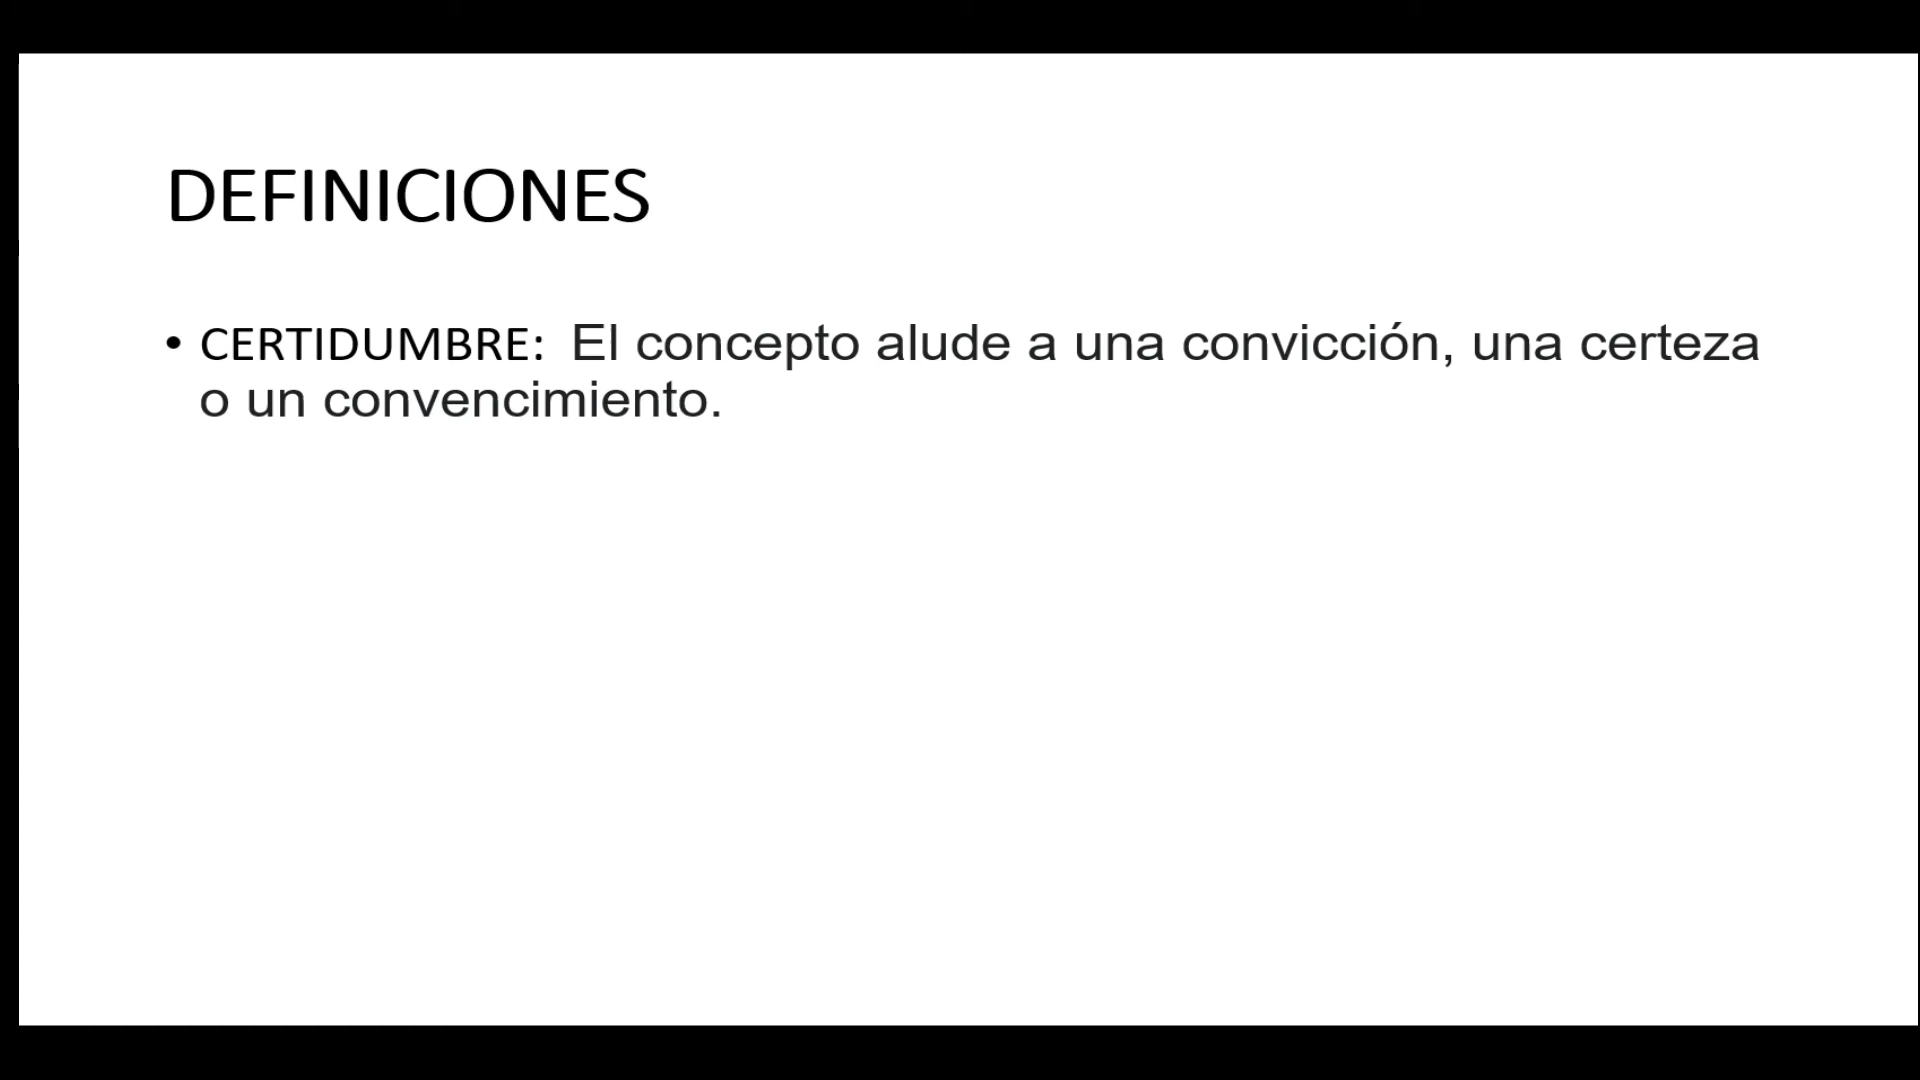 DEFINICIONES
• CERTIDUMBRE: El concepto alude a una convicción, una certeza
o un convencimiento.